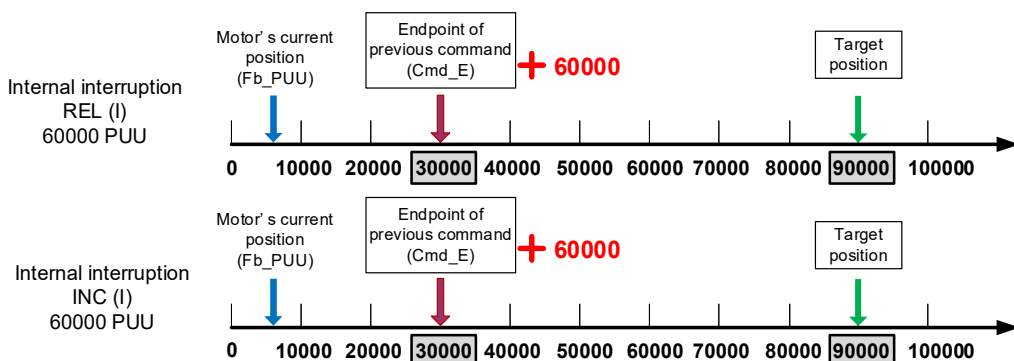 Internal interruption
REL (I)
60000 PUU
Motor’s current
position
(Fb_PUU)
Endpoint of
previous command
(Cmd_E)
+ 60000
Target
position
0 10000 20000 30000 40000 50000 60000 70000 80000 90000 100000
Internal interruption
INC (I)
60000 PUU
Motor’s current
position
(Fb_PUU)
Endpoint of
previous command
(Cmd_E)
+ 60000
Target
position
0 10000 20000 30000 40000 50000 60000 70000 80000 90000 100000